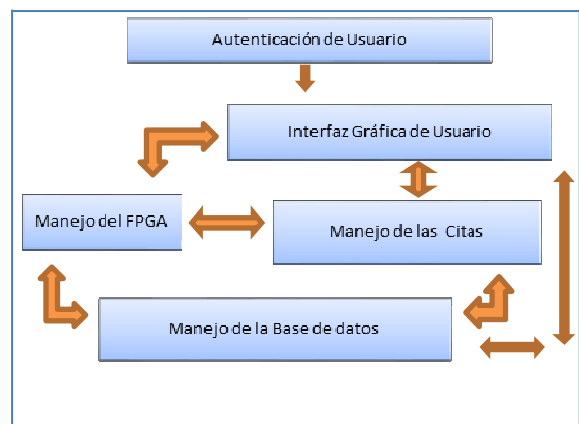 Autenticación de Usuario
Interfaz Gráfica de Usuario
Manejo del FPGA
Manejo de las Citas
Manejo de la Base de datos